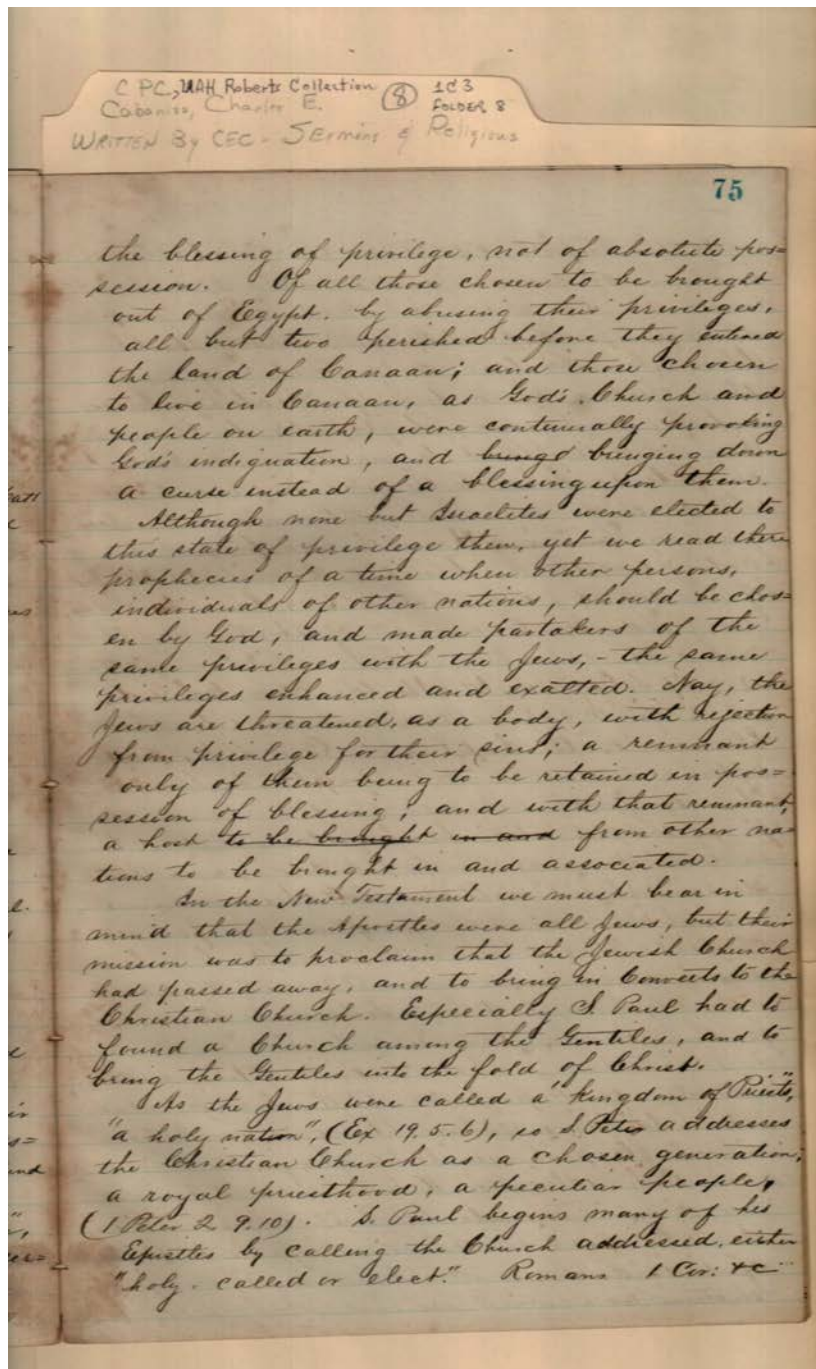 C PC, UAH Roberts Collection 8 1 of 3
Cabaniss, Charles E. FOLDER 8
WRITTEN By CEC - SErmins & Religious
75
the blessing of privilege, not of absolute pos=
session. Of all those chosen to be brought
out of Egypt. by abusing their privileges,
all but two perished before they entered
the land of Canaan; and those chosen
to live in Canaan, as God's Church and
people on earth, were continually provoking
God's indignation, and bringing down
a curse instead of a blessing upon them.
Although none but Israelites were elected to
this state of privilege then, yet we read there
prophecies of a time when other persons,
individuals of other nations, should be chos=
en by God, and made partakers of the
same privileges with the Jews, - the same
privileges enhanced and exalted. Nay, the
Jews are threatened, as a body, with rejection
from privilege for their sins; a remnant
only of them being to be retained in pos=
session of blessing; and with that remnant,
a host to be brought in and from other na=
tions to be brought in and associated.
In the New Testament we must bear in
mind that the Apostles were all Jews, but their
mission was to proclaim that the Jewish Church
had passed away, and to bring in Converts to the
Christian Church. Especially S. Paul had to
found a Church among the Gentiles, and to
bring the Gentiles into the fold of Christ.
As the Jews were called a "kingdom of Priests,"
"a holy nation", (Ex 19.5.6), so S. Peter addresses
the Christian Church as a chosen generation,
a royal priesthood, a peculiar people,
(1 Peter 2. 9.10). S. Paul begins many of his
Epistles by calling the Church addressed, either
"holy - called or elect." Romans 1 Cor: &c